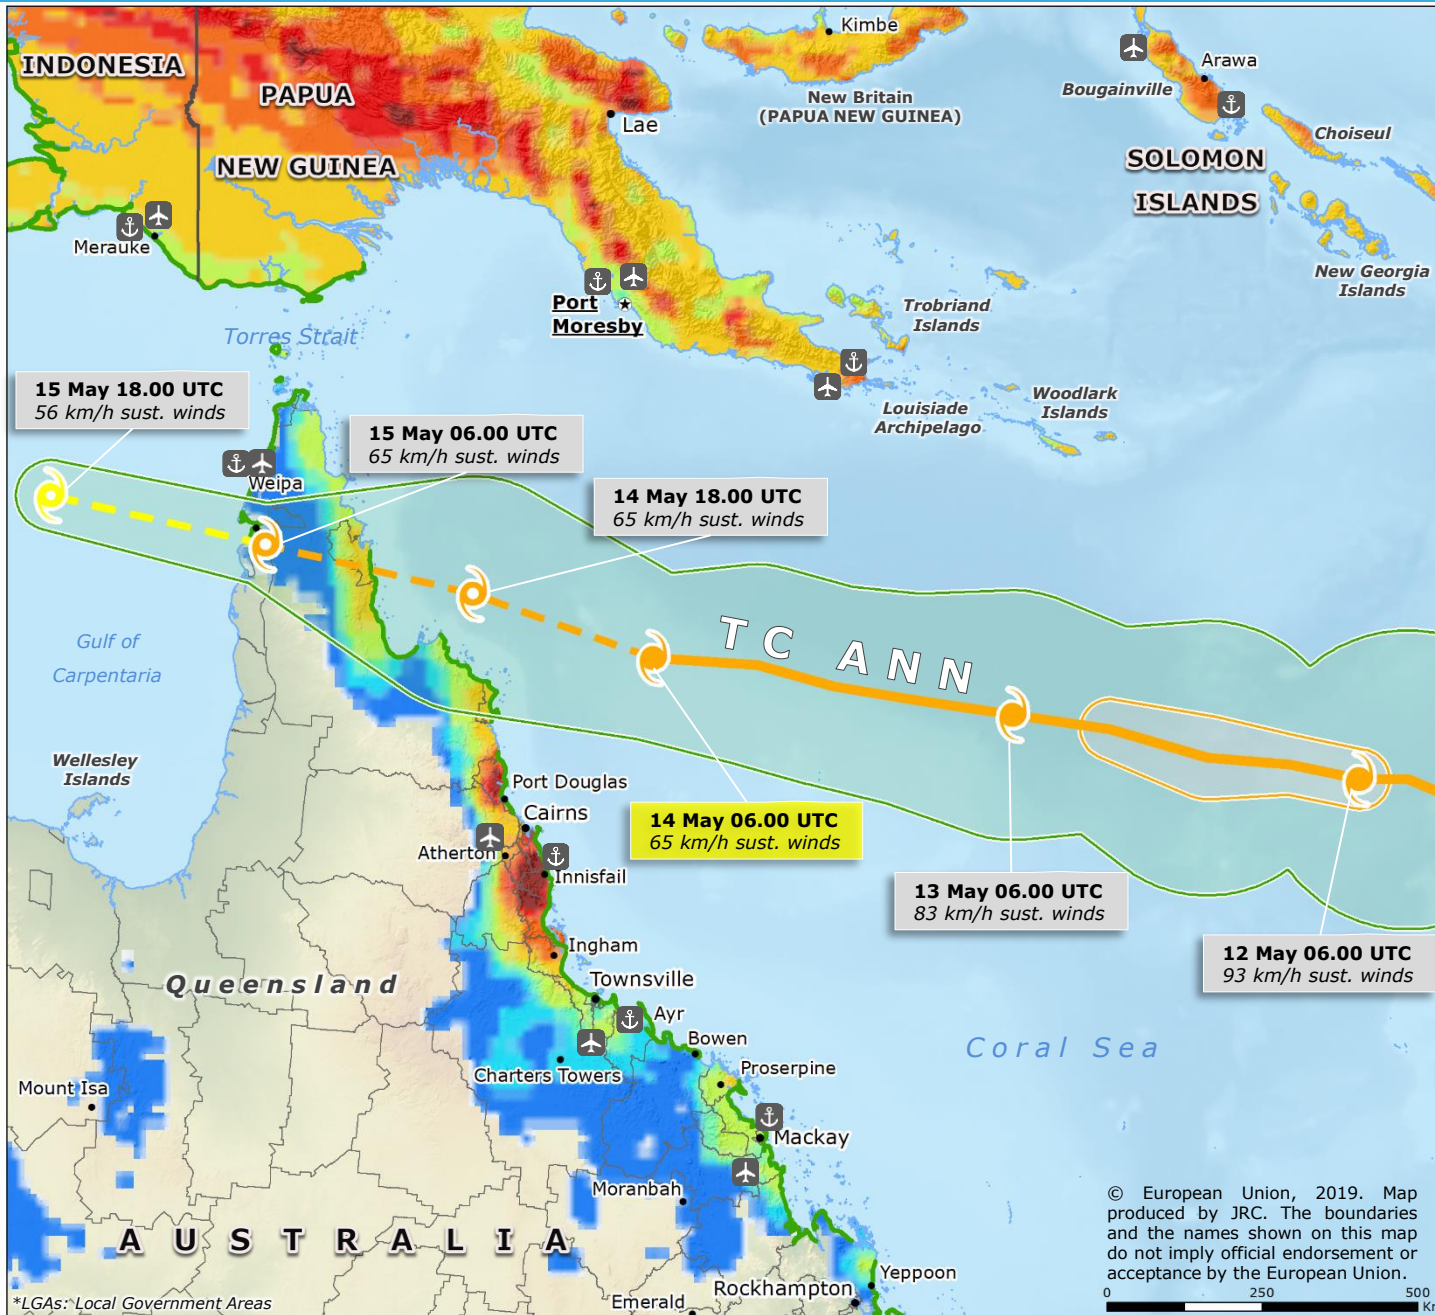 Kimbe
INDONESIA
PAPUA
NEW GUINEA
Lae
New Britain
(PAPUA NEW GUINEA)
Arawa
Bougainville
Choiseul
SOLOMON
ISLANDS
Merauke
New Georgia
Islands
Port
Moresby
Trobriand
Islands
Torres Strait
Woodlark
Islands
Louisiade
Archipelago
15 May 18.00 UTC
56 km/h sust. winds
15 May 06.00 UTC
65 km/h sust. winds
Weipa
14 May 18.00 UTC
65 km/h sust. winds
TC ANN
Gulf of
Carpentaria
Wellesley
Islands
Port Douglas
Cairns
Atherton
Innisfail
14 May 06.00 UTC
65 km/h sust. winds
13 May 06.00 UTC
83 km/h sust. winds
12 May 06.00 UTC
93 km/h sust. winds
Ingham
Queensland
Townsville
Ayr
Bowen
Coral Sea
Charters Towers
Proserpine
Mount Isa
Mackay
Moranbah
AUSTRALIA
Yeppoon
Rockhampton
Emerald
*LGAs: Local Government Areas
© European Union, 2019. Map
produced by JRC. The boundaries
and the names shown on this map
do not imply official endorsement or
acceptance by the European Union.
0 250 500
Km